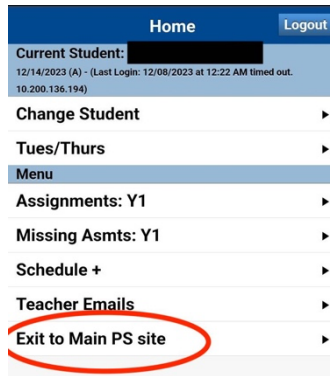 Home
Logout
Current Student:
12/14/2023 (A) - (Last Login: 12/08/2023 at 12:22 AM timed out.
10.200.136.194)
Change Student
Tues/Thurs
Menu
Assignments: Y1
Missing Asmts: Y1
Schedule +
Teacher Emails
Exit to Main PS site